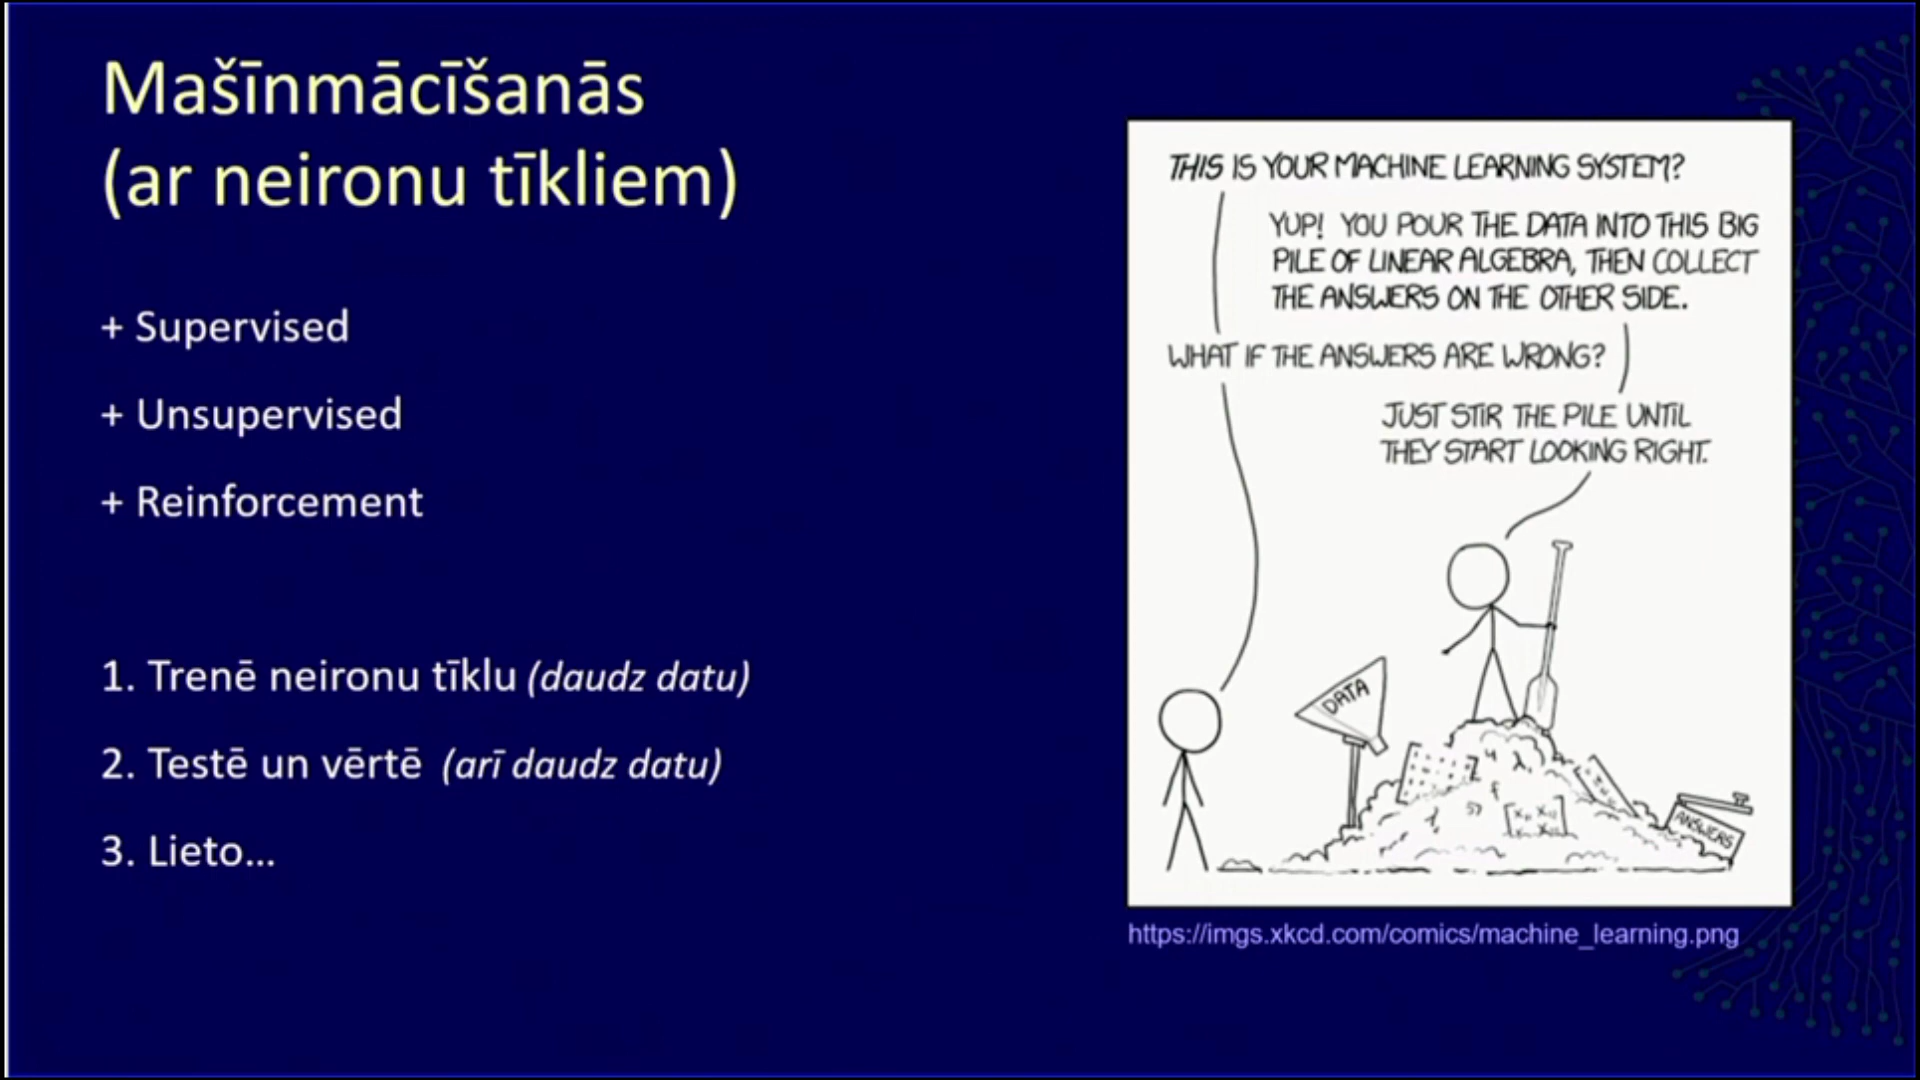 Mašīnmācīšanās
(ar neironu tīkliem)
+ Supervised
+ Unsupervised
+ Reinforcement
1. Trenē neironu tīklu (daudz datu)
2. Testē un vērtē (arī daudz datu)
3. Lieto...
THIS IS YOUR MACHINE LEARNING SYSTEM?
YUP! YOU POUR THE DATA INTO THIS BIG
PILE OF LINEAR ALGEBRA, THEN COLLECT
THE ANSWERS ON THE OTHER SIDE.
WHAT IF THE ANSWERS ARE WRONG?
JUST STIR THE PILE UNTIL
THEY START LOOKING RIGHT.
DATA
ANSWERS
https://imgs.xkcd.com/comics/machine_learning.png